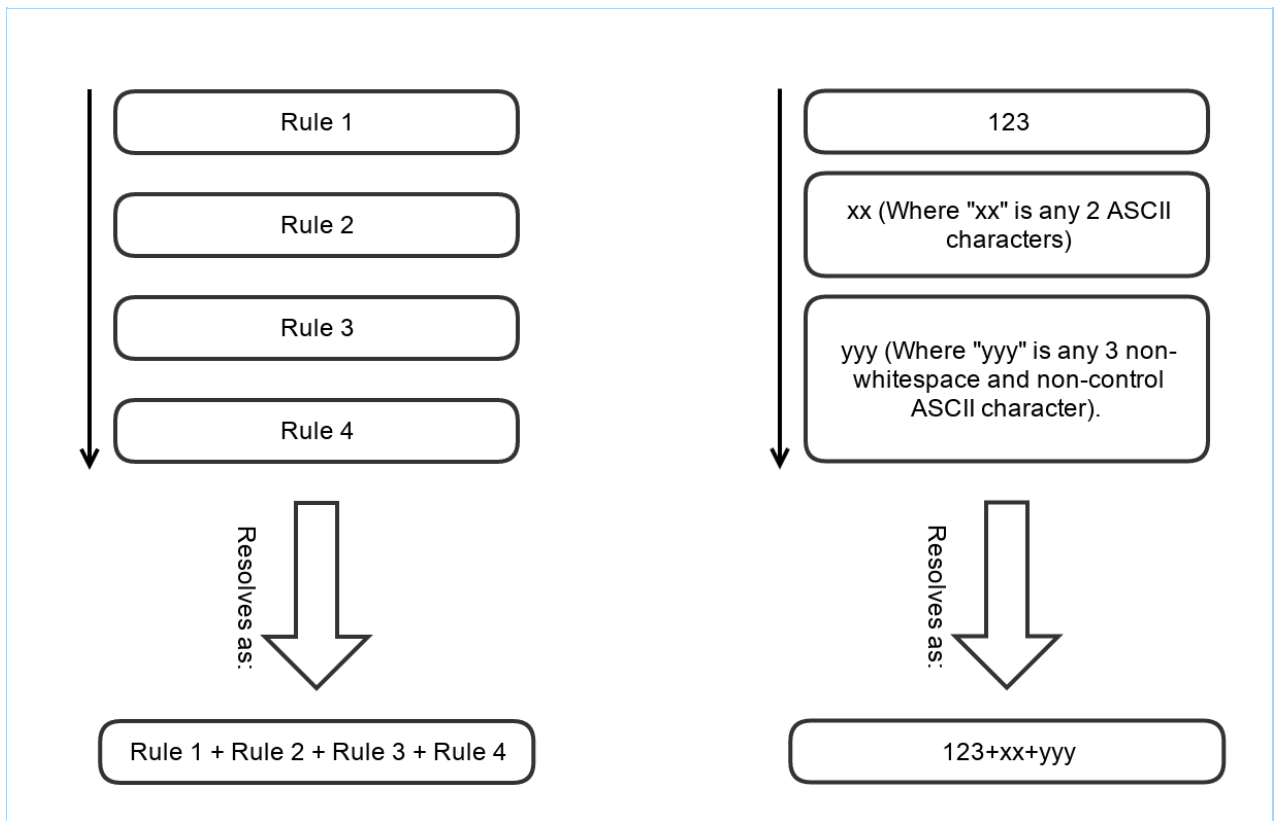 Rule 1
Rule 2
Rule 3
Rule 4
Resolves as:
Rule 1 + Rule 2 + Rule 3 + Rule 4
123
xx (Where "xx" is any 2 ASCII
characters)
yyy (Where "yyy" is any 3 non-
whitespace and non-control
ASCII character).
Resolves as:
123+xx+yyy